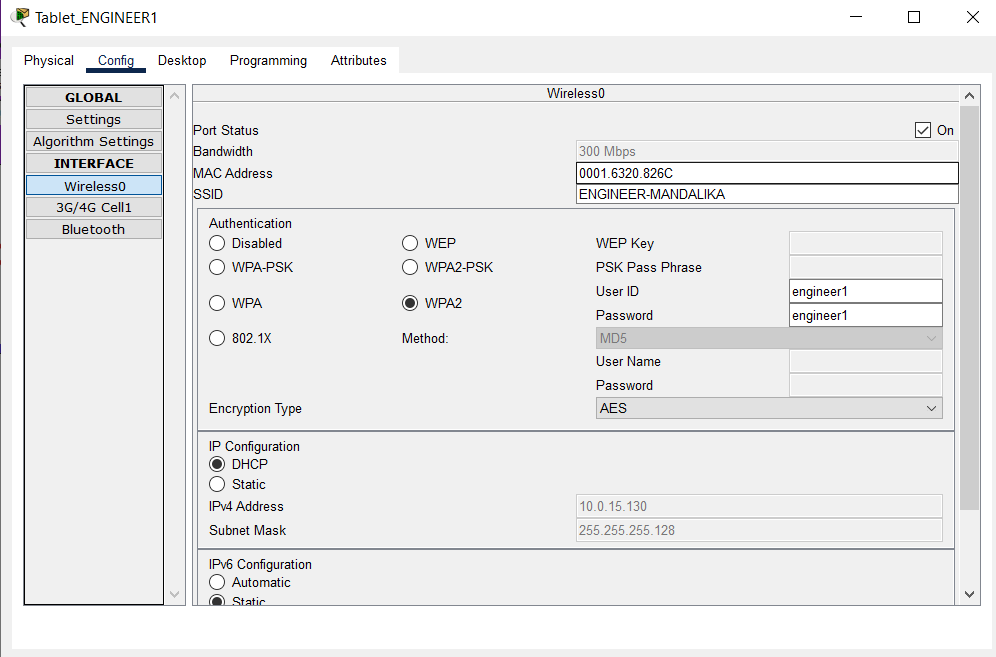 Tablet_ENGINEER1
Physical Config Desktop Programming Attributes
GLOBAL
Settings
Algorithm Settings
INTERFACE
Wireless0
3G/4G Cell1
Bluetooth
Wireless0
Port Status On
Bandwidth 300 Mbps
MAC Address 0001.6320.826C
SSID ENGINEER-MANDALIKA
Authentication
Disabled WEP WEP Key
WPA-PSK WPA2-PSK PSK Pass Phrase
User ID engineer1
WPA WPA2
Password engineer1
802.1X Method: MD5
User Name
Password
Encryption Type AES
IP Configuration
DHCP
Static
IPv4 Address 10.0.15.130
Subnet Mask 255.255.255.128
IPv6 Configuration
Automatic
Static